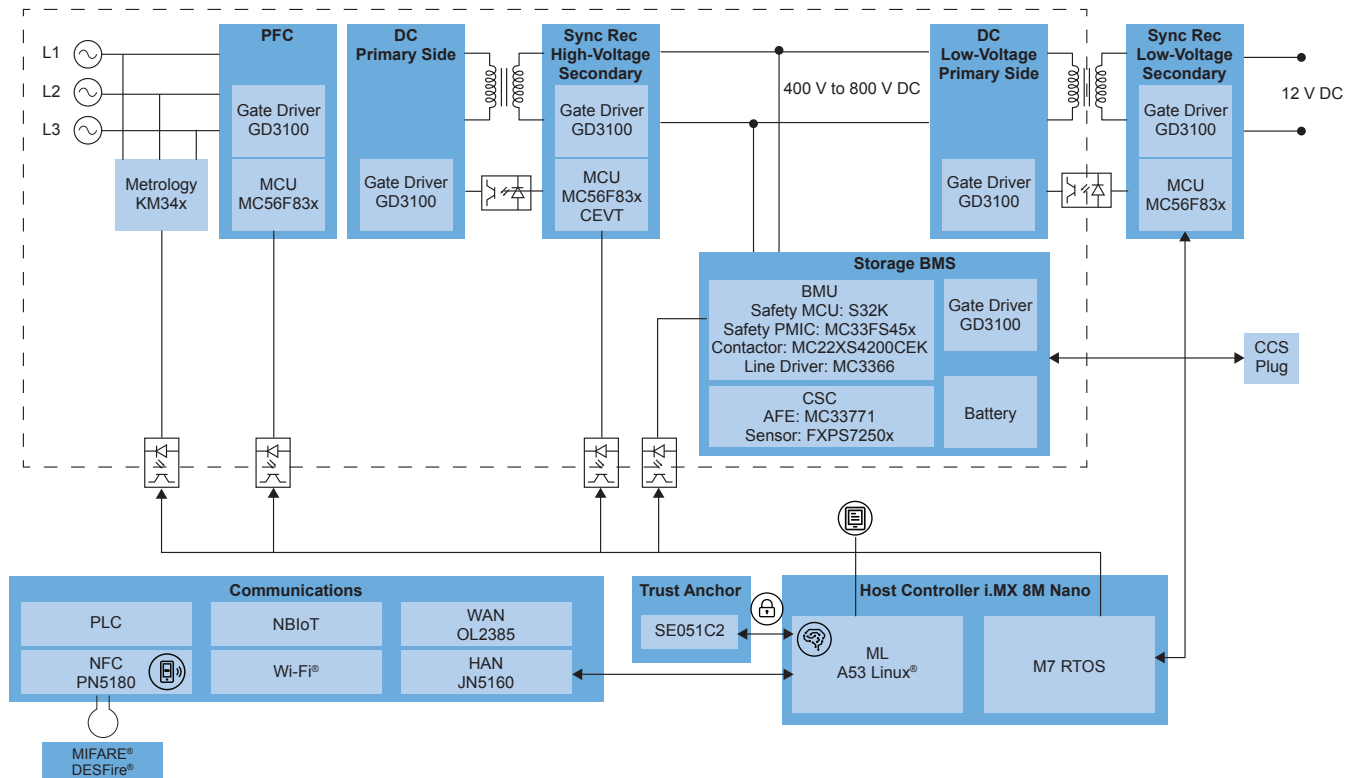 PFC
DC
Primary Side
Sync Rec
High-Voltage
Secondary
DC
Low-Voltage
Primary Side
Sync Rec
Low-Voltage
Secondary
L1
L2
L3
400 V to 800 V DC
12 V DC
Gate Driver
GD3100
Gate Driver
GD3100
Gate Driver
GD3100
Metrology
KM34x
MCU
MC56F83x
Gate Driver
GD3100
MCU
MC56F83x
CEVT
Gate Driver
GD3100
MCU
MC56F83x
Storage BMS
BMU
Safety MCU: S32K
Safety PMIC: MC33FS45x
Contactor: MC22XS4200CEK
Line Driver: MC3366
Gate Driver
GD3100
CSC
AFE: MC33771
Sensor: FXPS7250x
Battery
CCS
Plug
Communications
PLC
NBIoT
WAN
OL2385
NFC
PN5180
Wi-Fi®
HAN
JN5160
MIFARE®
DESFire®
Trust Anchor
SE051C2
Host Controller i.MX 8M Nano
ML
A53 Linux®
M7 RTOS